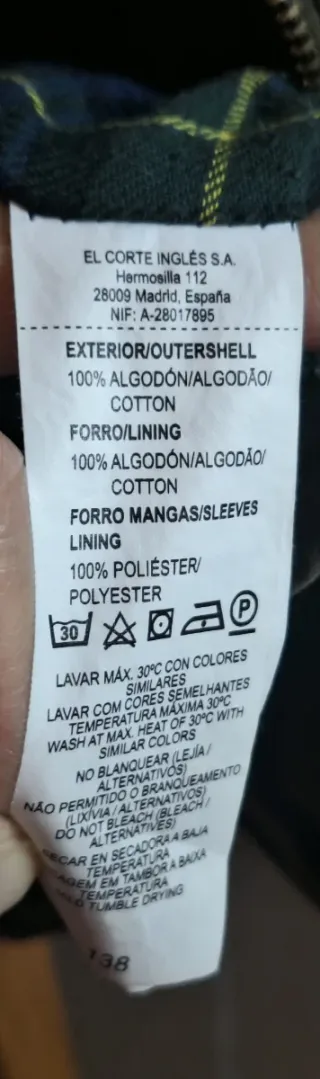 EL CORTE INGLÉS S.A.
Hermosilla 112
28009 Madrid, España
NIF: A-28017895
EXTERIOR/OUTERSHELL
100% ALGODÓN/ALGODÃO/
COTTON
FORRO/LINING
100% ALGODÓN/ALGODÃO/
COTTON
FORRO MANGAS/SLEEVES
LINING
100% POLIÉSTER/
POLYESTER
30 P
LAVAR MÁX. 30ºC CON COLORES
SIMILARES
LAVAR COM CORES SEMELHANTES
TEMPERATURA MÁXIMA 30ºC
WASH AT MAX. HEAT OF 30ºC WITH
SIMILAR COLORS
NO BLANQUEAR (LEJÍA /
ALTERNATIVOS)
NÃO PERMITIDO O BRANQUEAMENTO
(LIXÍVIA / ALTERNATIVOS)
DO NOT BLEACH (BLEACH /
ALTERNATIVES)
SECAR EN SECADORA A BAJA
TEMPERATURA
EM TAMBOR A BAIXA
TEMPERATURA
TUMBLE DRYING
138